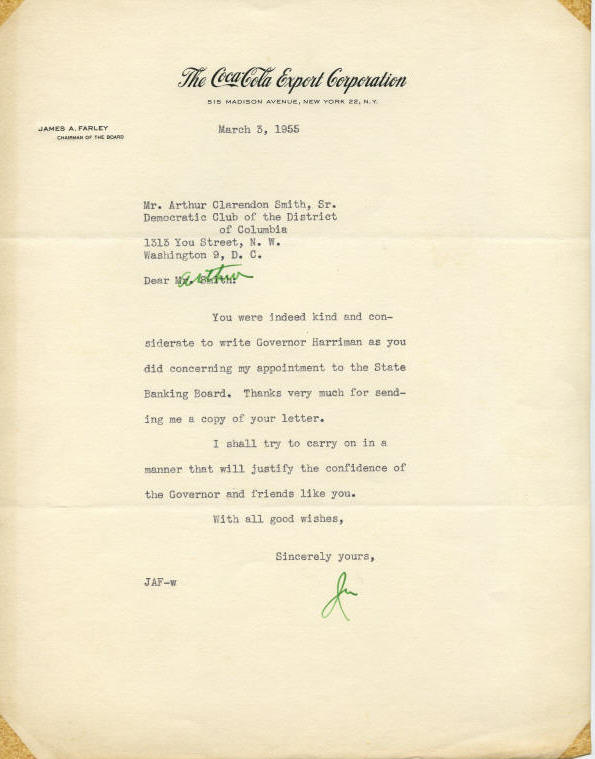 The Coca-Cola Export Corporation
515 MADISON AVENUE, NEW YORK 22, N.Y.
JAMES A. FARLEY
CHAIRMAN OF THE BOARD
March 3, 1955
Mr. Arthur Clarendon Smith, Sr.
Democratic Club of the District
of Columbia
1313 You Street, N. W.
Washington 9, D. C.
Dear Mr. Smith:
Arthur
You were indeed kind and con-
siderate to write Governor Harriman as you
did concerning my appointment to the State
Banking Board. Thanks very much for send-
ing me a copy of your letter.
I shall try to carry on in a
manner that will justify the confidence of
the Governor and friends like you.
With all good wishes,
Sincerely yours,
JAF-w
Jim